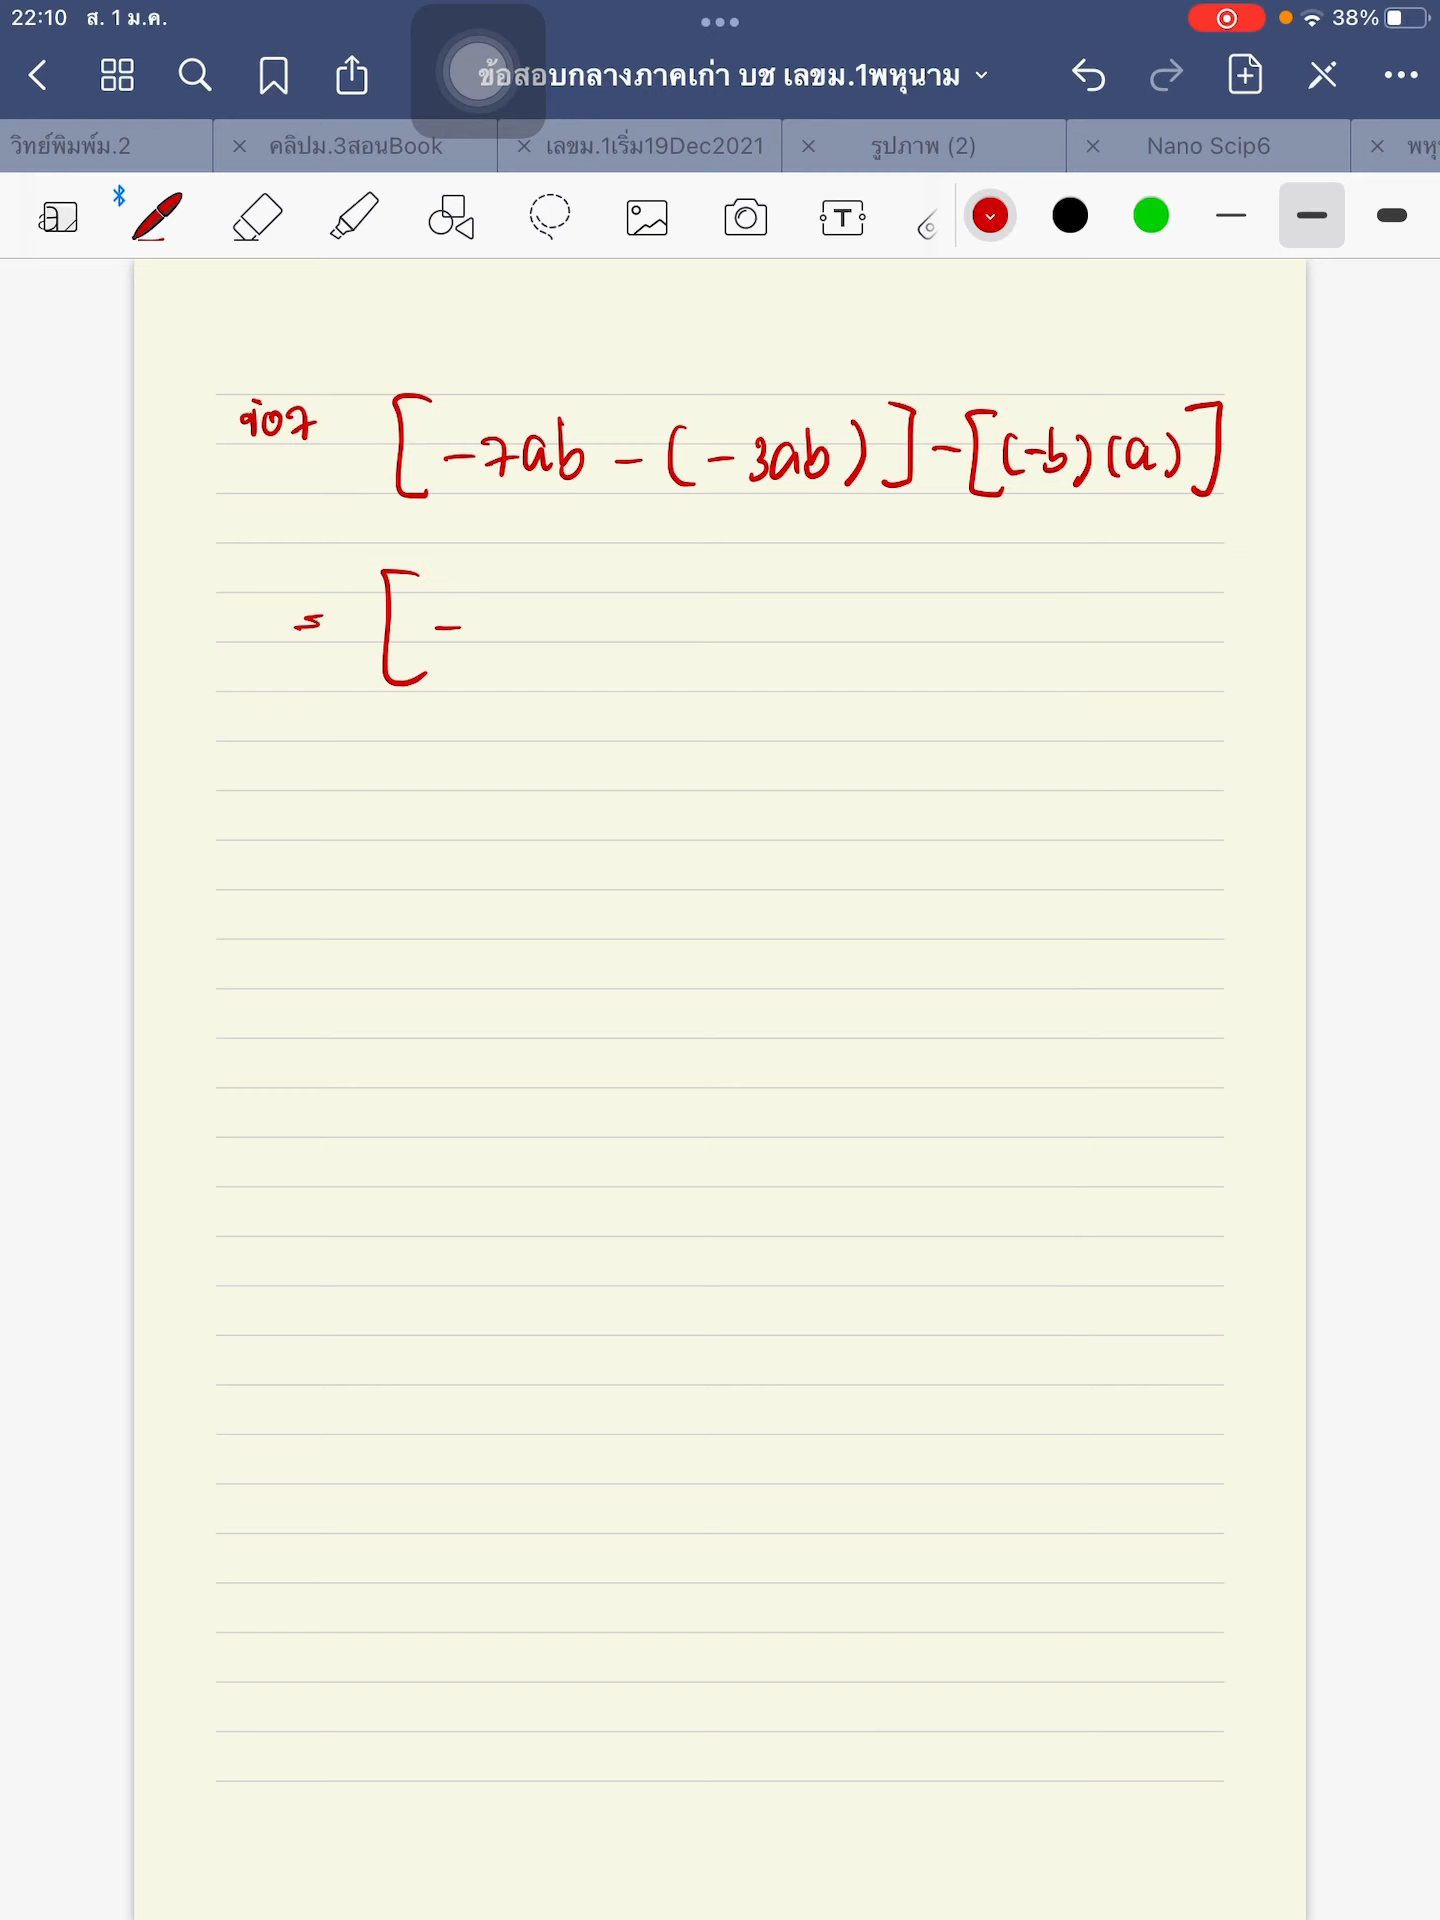 22:10 ส. 1 ม.ค. 38%
ข้อสอบกลางภาคเก่า บช เลขม.1พหุนาม
วิทย์พิมพ์ม.2 คลิปม.3สอนBook เลขม.1เริ่ม19Dec2021 รูปภาพ (2) Nano Scip6
ข้อ7 [-7ab - (-3ab)] - [(-b)(a)]
= [ -